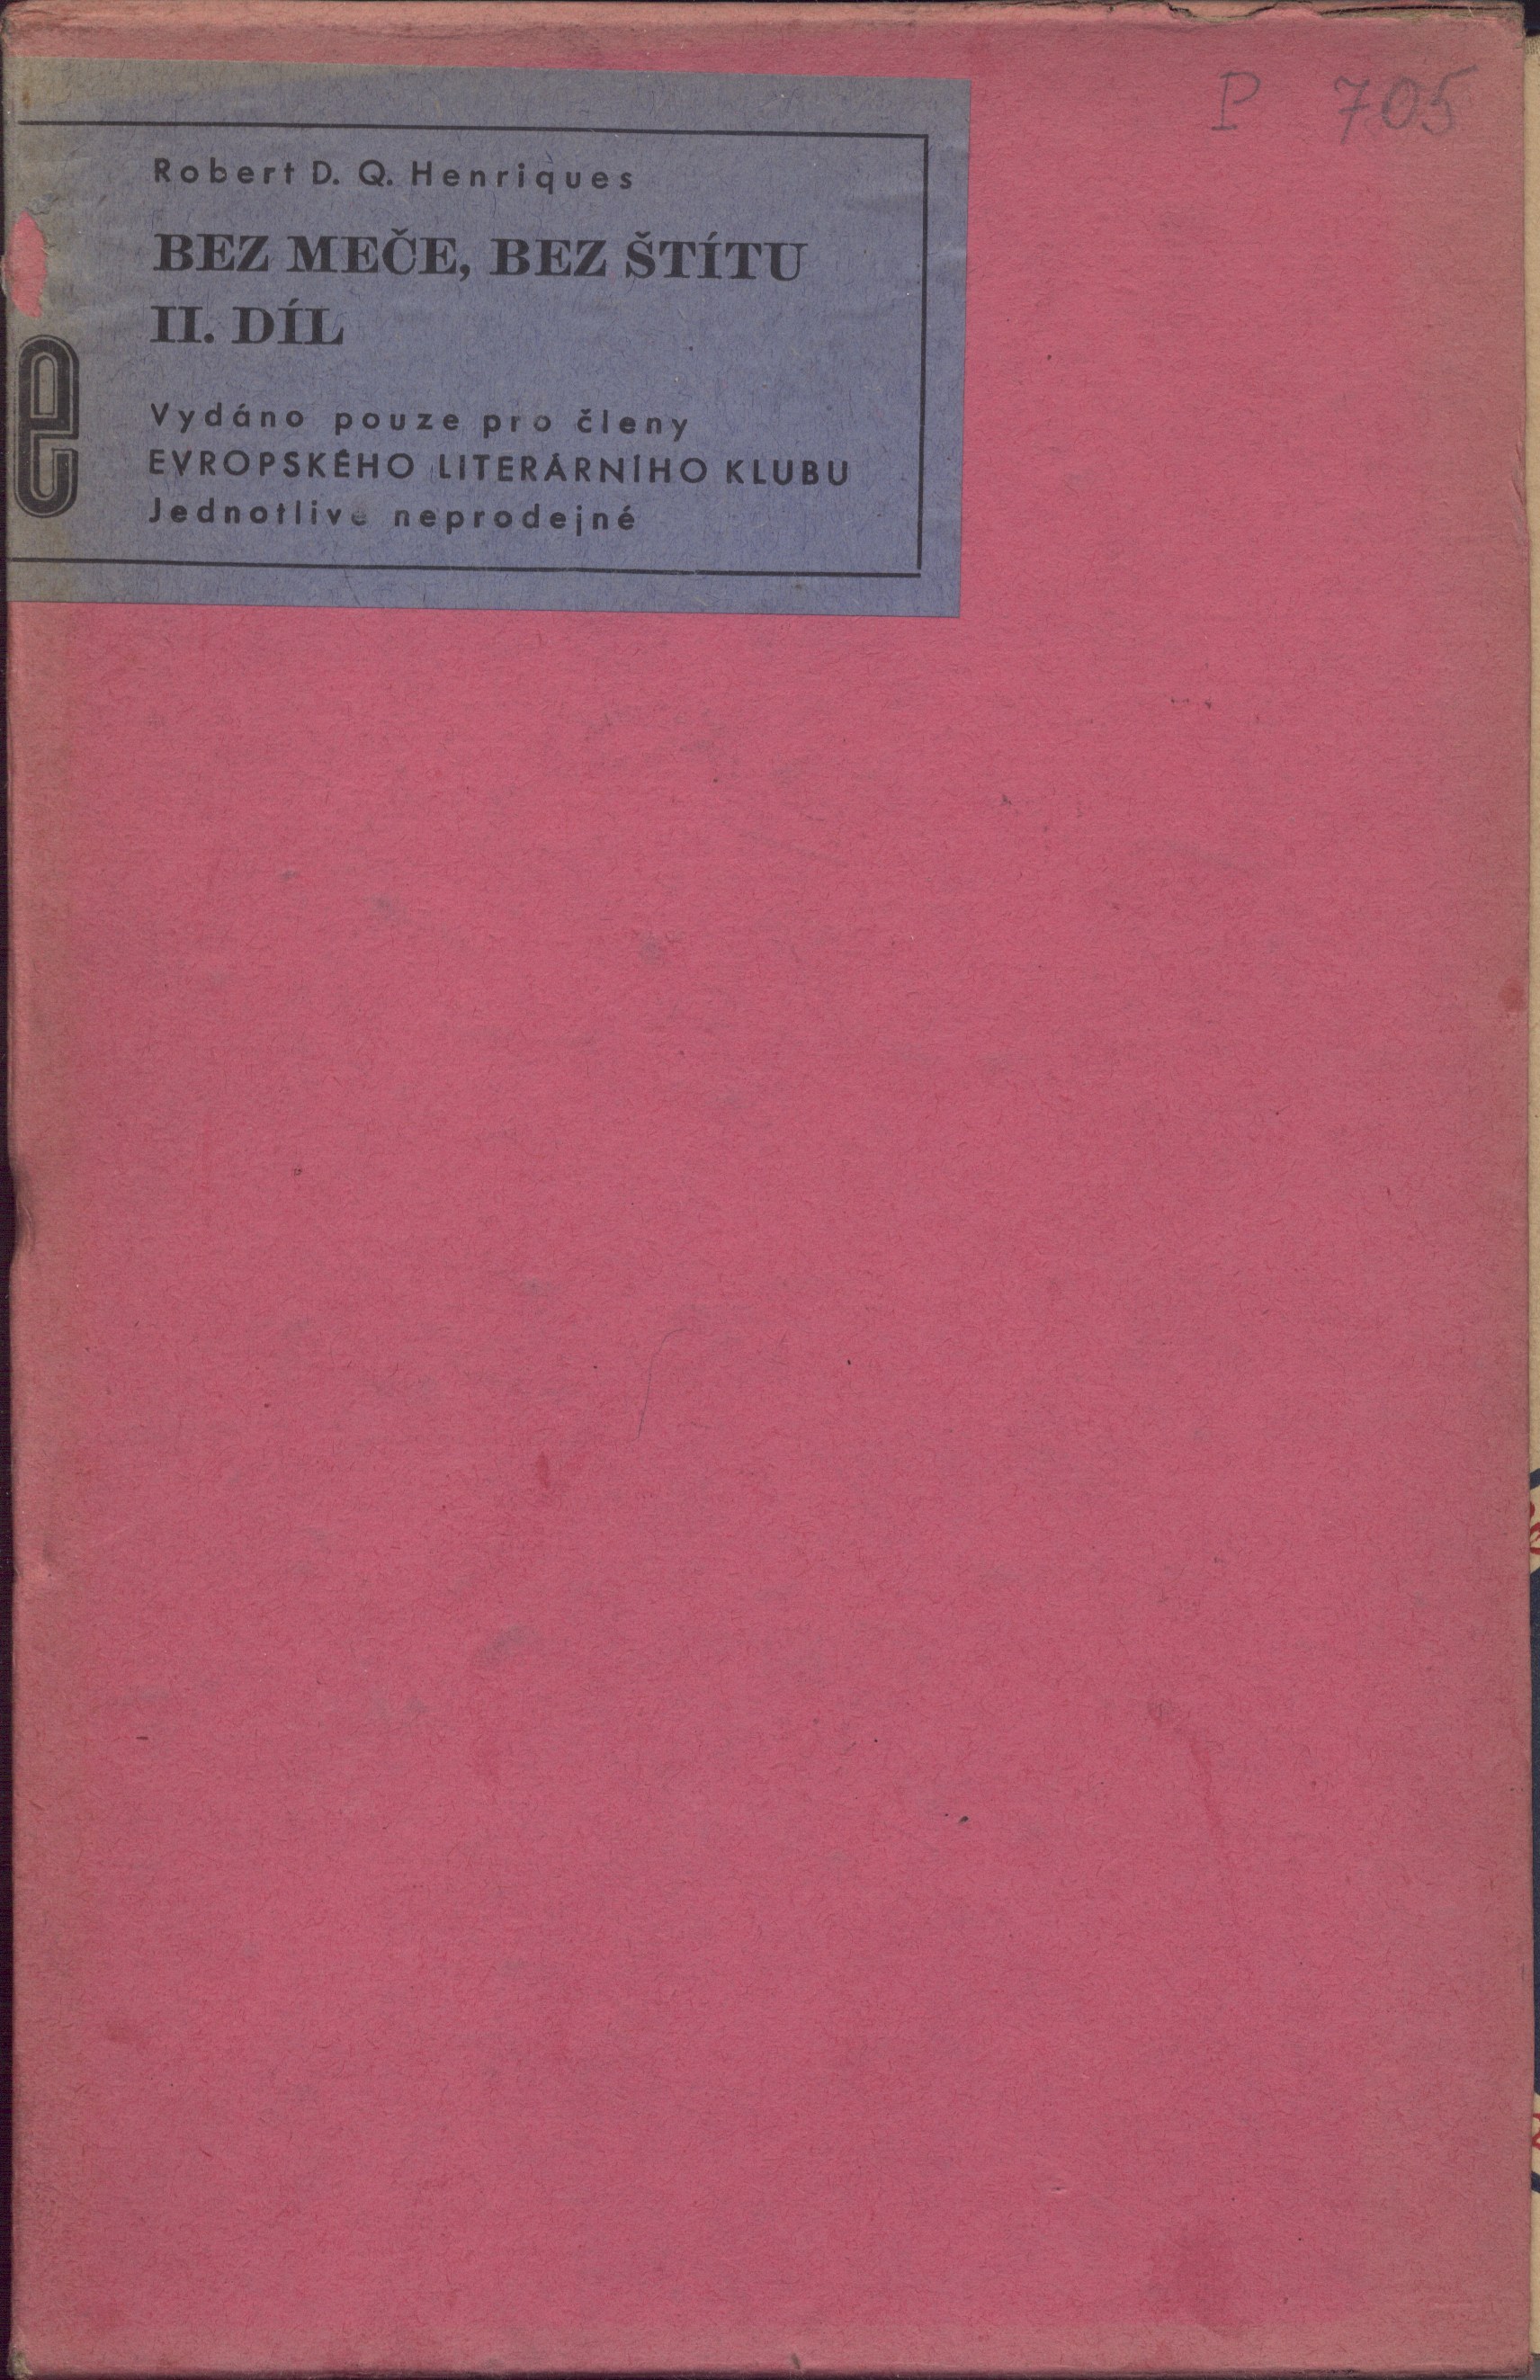 P 705
Robert D. Q. Henriques
BEZ MEČE, BEZ ŠTÍTU
II. DÍL
e
Vydáno pouze pro členy
EVROPSKÉHO LITERÁRNÍHO KLUBU
Jednotlivě neprodejné